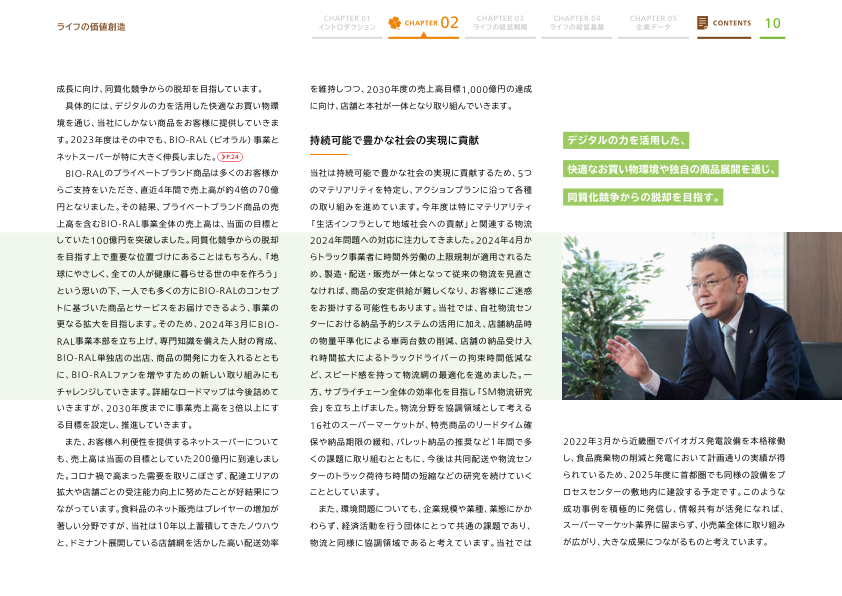 ライフの価値創造
CHAPTER 01
イントロダクション
CHAPTER 02
CHAPTER 03
ライフの経営戦略
CHAPTER 04
ライフの経営基盤
CHAPTER 05
企業データ
CONTENTS
10
成長に向け、同質化競争からの脱却を目指しています。
具体的には、デジタルの力を活用した快適なお買い物環
境を通じ、当社にしかない商品をお客様に提供していきま
す。2023年度はその中でも、BIO-RAL（ビオラル）事業と
ネットスーパーが特に大きく伸長しました。 P.24
BIO-RALのプライベートブランド商品は多くのお客様か
らご支持をいただき、直近4年間で売上高が約4倍の70億
円となりました。その結果、プライベートブランド商品の売
上高を含むBIO-RAL事業全体の売上高は、当面の目標と
していた100億円を突破しました。同質化競争からの脱却
を目指す上で重要な位置づけにあることはもちろん、「地
球にやさしく、全ての人が健康に暮らせる世の中を作ろう」
という思いの下、一人でも多くの方にBIO-RALのコンセプ
トに基づいた商品とサービスをお届けできるよう、事業の
更なる拡大を目指します。そのため、2024年3月にBIO-
RAL事業本部を立ち上げ、専門知識を備えた人財の育成、
BIO-RAL単独店の出店、商品の開発に力を入れるととも
に、BIO-RALファンを増やすための新しい取り組みにも
チャレンジしていきます。詳細なロードマップは今後詰めて
いきますが、2030年度までに事業売上高を3倍以上にす
る目標を設定し、推進していきます。
また、お客様へ利便性を提供するネットスーパーについて
も、売上高は当面の目標としていた200億円に到達しまし
た。コロナ禍で高まった需要を取りこぼさず、配達エリアの
拡大や店舗ごとの受注能力向上に努めたことが好結果につ
ながっています。食料品のネット販売はプレイヤーの増加が
著しい分野ですが、当社は10年以上蓄積してきたノウハウ
と、ドミナント展開している店舗網を活かした高い配送効率
を維持しつつ、2030年度の売上高目標1,000億円の達成
に向け、店舗と本社が一体となり取り組んでいきます。
持続可能で豊かな社会の実現に貢献
当社は持続可能で豊かな社会の実現に貢献するため、5つ
のマテリアリティを特定し、アクションプランに沿って各種
の取り組みを進めています。今年度は特にマテリアリティ
「生活インフラとして地域社会への貢献」と関連する物流
2024年問題への対応に注力してきました。2024年4月か
らトラック事業者に時間外労働の上限規制が適用されるた
め、製造・配送・販売が一体となって従来の物流を見直さ
なければ、商品の安定供給が難しくなり、お客様にご迷惑
をお掛けする可能性もあります。当社では、自社物流セン
ターにおける納品予約システムの活用に加え、店舗納品時
の物量平準化による車両台数の削減、店舗の納品受け入
れ時間拡大によるトラックドライバーの拘束時間低減な
ど、スピード感を持って物流網の最適化を進めました。一
方、サプライチェーン全体の効率化を目指し「SM物流研究
会」を立ち上げました。物流分野を協調領域として考える
16社のスーパーマーケットが、特売商品のリードタイム確
保や納品期限の緩和、パレット納品の推奨など1年間で多
くの課題に取り組むとともに、今後は共同配送や物流セン
ターのトラック荷待ち時間の短縮などの研究を続けていく
こととしています。
また、環境問題についても、企業規模や業種、業態にかか
わらず、経済活動を行う団体にとって共通の課題であり、
物流と同様に協調領域であると考えています。当社では
デジタルの力を活用した、
快適なお買い物環境や独自の商品展開を通じ、
同質化競争からの脱却を目指す。
2022年3月から近畿圏でバイオガス発電設備を本格稼働
し、食品廃棄物の削減と発電において計画通りの実績が得
られているため、2025年度に首都圏でも同様の設備をプ
ロセスセンターの敷地内に建設する予定です。このような
成功事例を積極的に発信し、情報共有が活発になれば、
スーパーマーケット業界に留まらず、小売業全体に取り組み
が広がり、大きな成果につながるものと考えています。